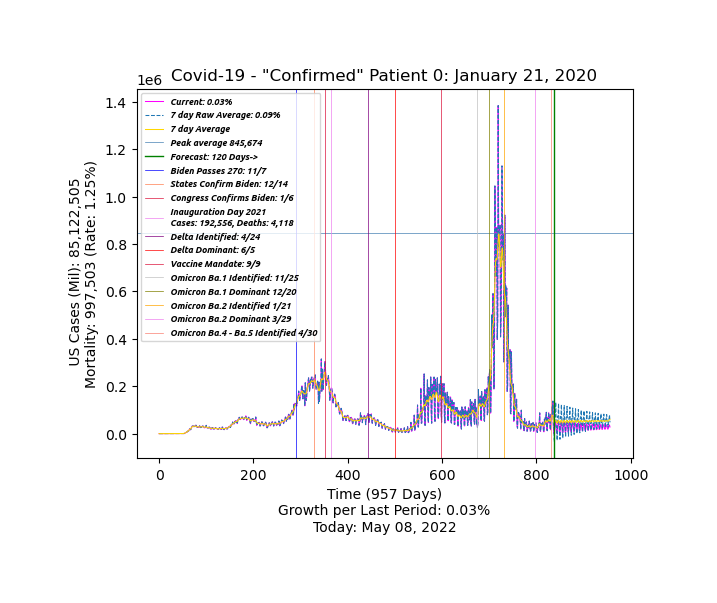 Covid-19 - "Confirmed" Patient 0: January 21, 2020
1e6
1.4
1.2
1.0
0.8
0.6
0.4
0.2
0.0
US Cases (Mil): 85,122,505
Mortality: 997,503 (Rate: 1.25%)
Current: 0.03%
7 day Raw Average: 0.09%
7 day Average
Peak average 845,674
Forecast: 120 Days->
Biden Passes 270: 11/7
States Confirm Biden: 12/14
Congress Confirms Biden: 1/6
Inauguration Day 2021
Cases: 192,556, Deaths: 4,118
Delta Identified: 4/24
Delta Dominant: 6/5
Vaccine Mandate: 9/9
Omicron Ba.1 Identified: 11/25
Omicron Ba.1 Dominant 12/20
Omicron Ba.2 Identified 1/21
Omicron Ba.2 Dominant 3/29
Omicron Ba.4 - Ba.5 Identified 4/30
0 200 400 600 800 1000
Time (957 Days)
Growth per Last Period: 0.03%
Today: May 08, 2022